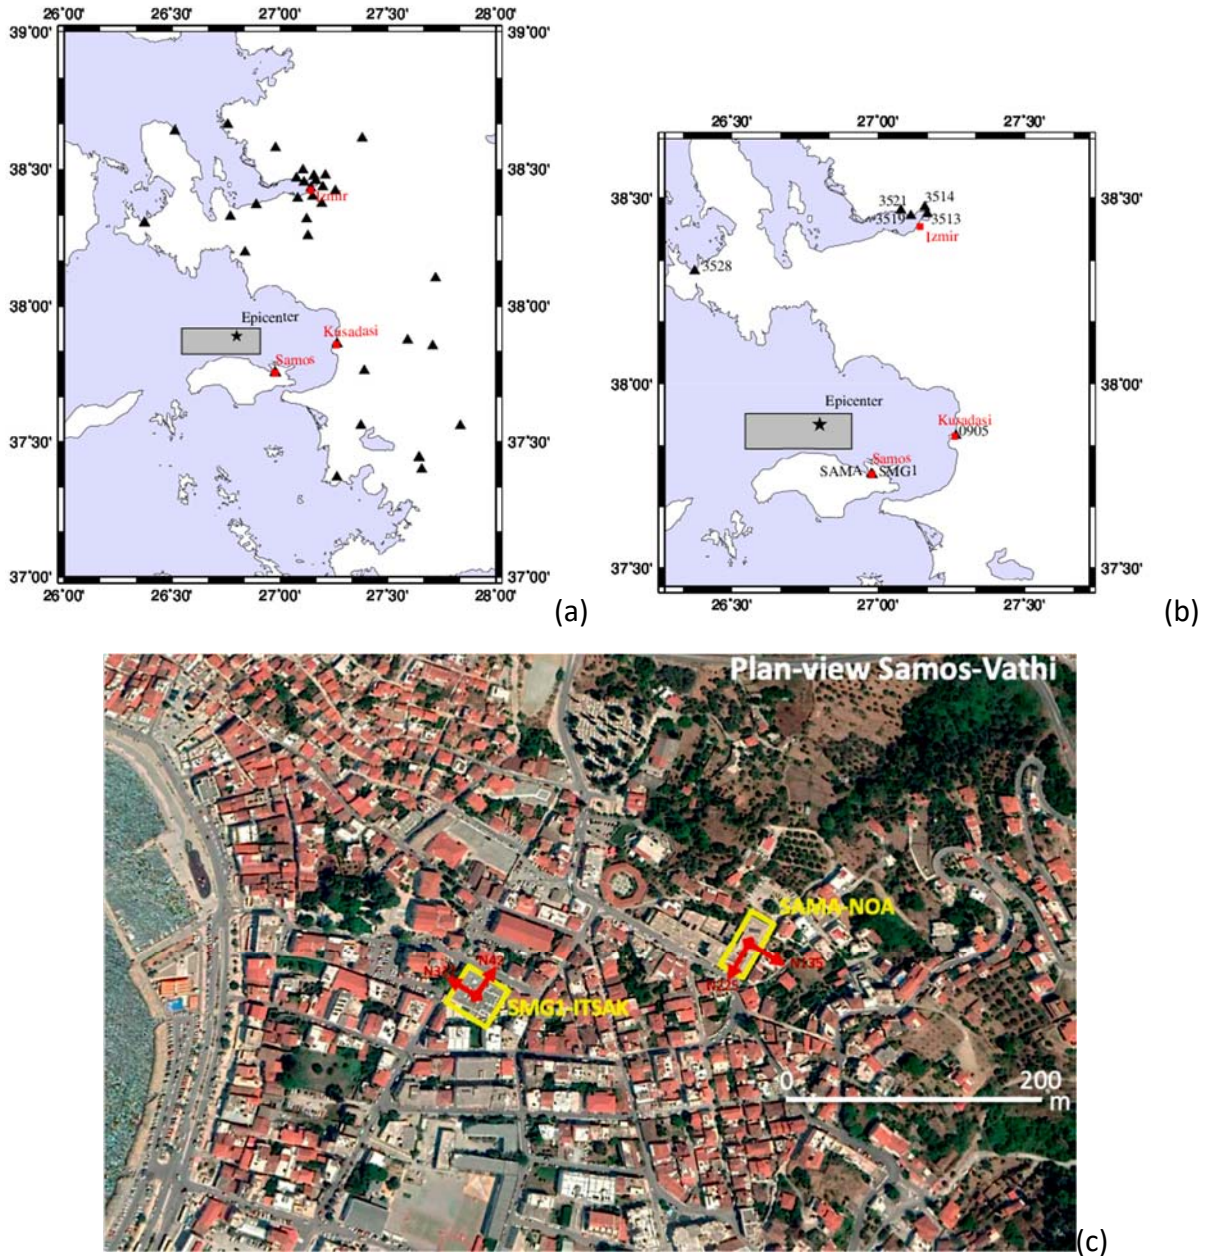 26˚00'
26˚30'
27˚00'
27˚30'
28˚00'
39˚00'
39˚00'
38˚30'
38˚30'
Izmir
38˚00'
38˚00'
Epicenter
Kusadasi
Samos
37˚30'
37˚30'
37˚00'
37˚00'
26˚00'
26˚30'
27˚00'
27˚30'
28˚00'
(a)
26˚30'
27˚00'
27˚30'
38˚30'
38˚30'
3521
3514
3519
3513
Izmir
3528
38˚00'
38˚00'
Epicenter
Kusadasi
0905
Samos
SAMA
SMG1
37˚30'
37˚30'
26˚30'
27˚00'
27˚30'
(b)
Plan-view Samos-Vathi
SAMA-NOA
N135
N225
N42
SMG1-ITSAK
0
200
m
(c)